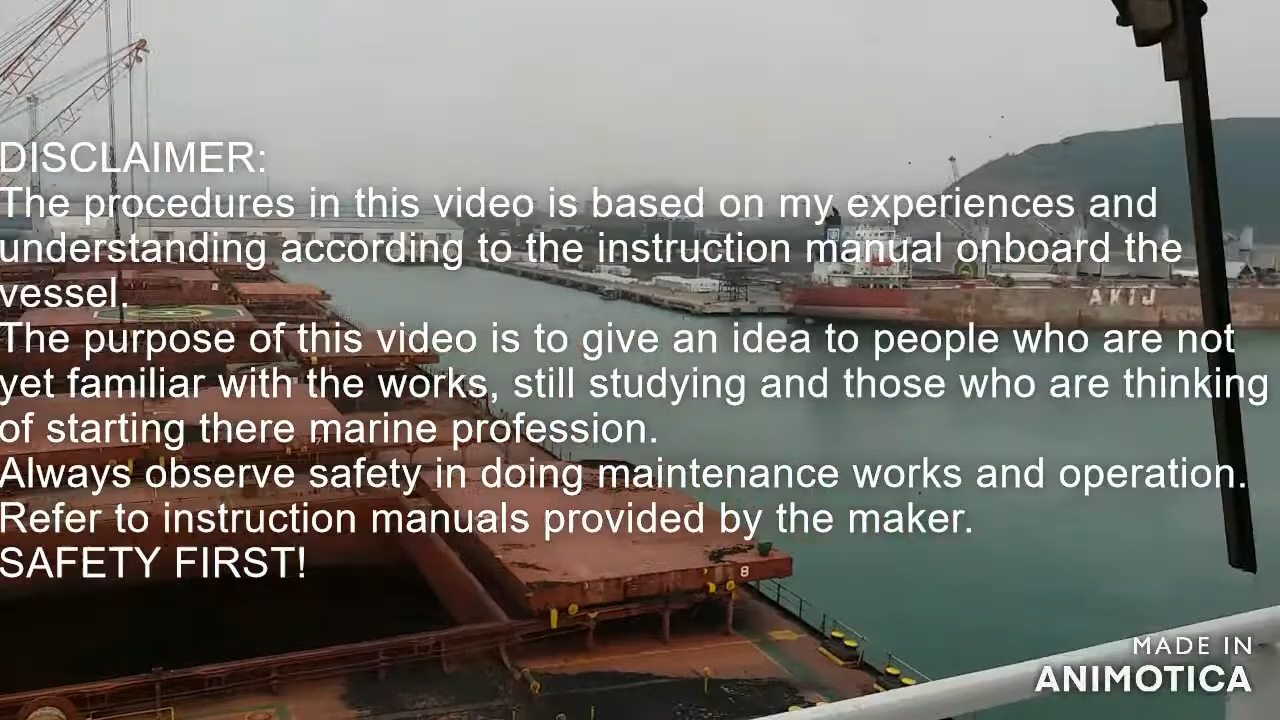 DISCLAIMER:
The procedures in this video is based on my experiences and
understanding according to the instruction manual onboard the
vessel.
The purpose of this video is to give an idea to people who are not
yet familiar with the works, still studying and those who are thinking
of starting there marine profession.
Always observe safety in doing maintenance works and operation.
Refer to instruction manuals provided by the maker.
SAFETY FIRST!
AKIJ
8
MADE IN
ANIMOTICA